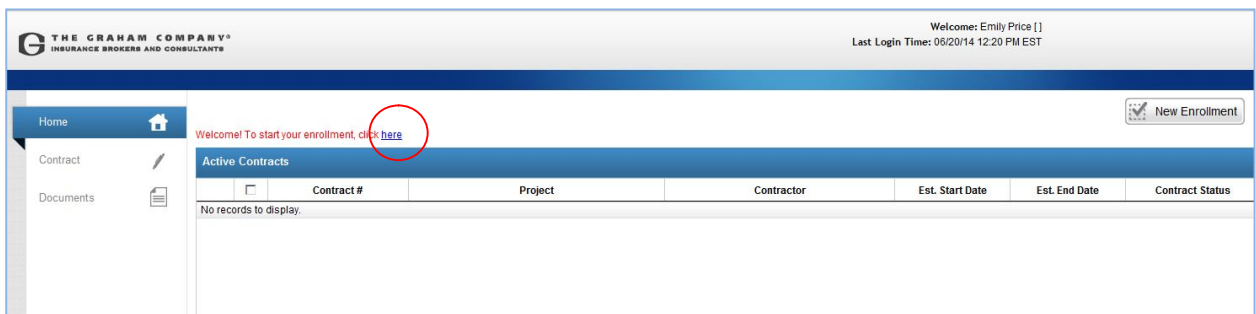 THE GRAHAM COMPANY®
INSURANCE BROKERS AND CONSULTANTS
Welcome: Emily Price [ ]
Last Login Time: 06/20/14 12:20 PM EST
Home
Contract
Documents
New Enrollment
Welcome! To start your enrollment, click here
Active Contracts
Contract # Project Contractor Est. Start Date Est. End Date Contract Status
No records to display.